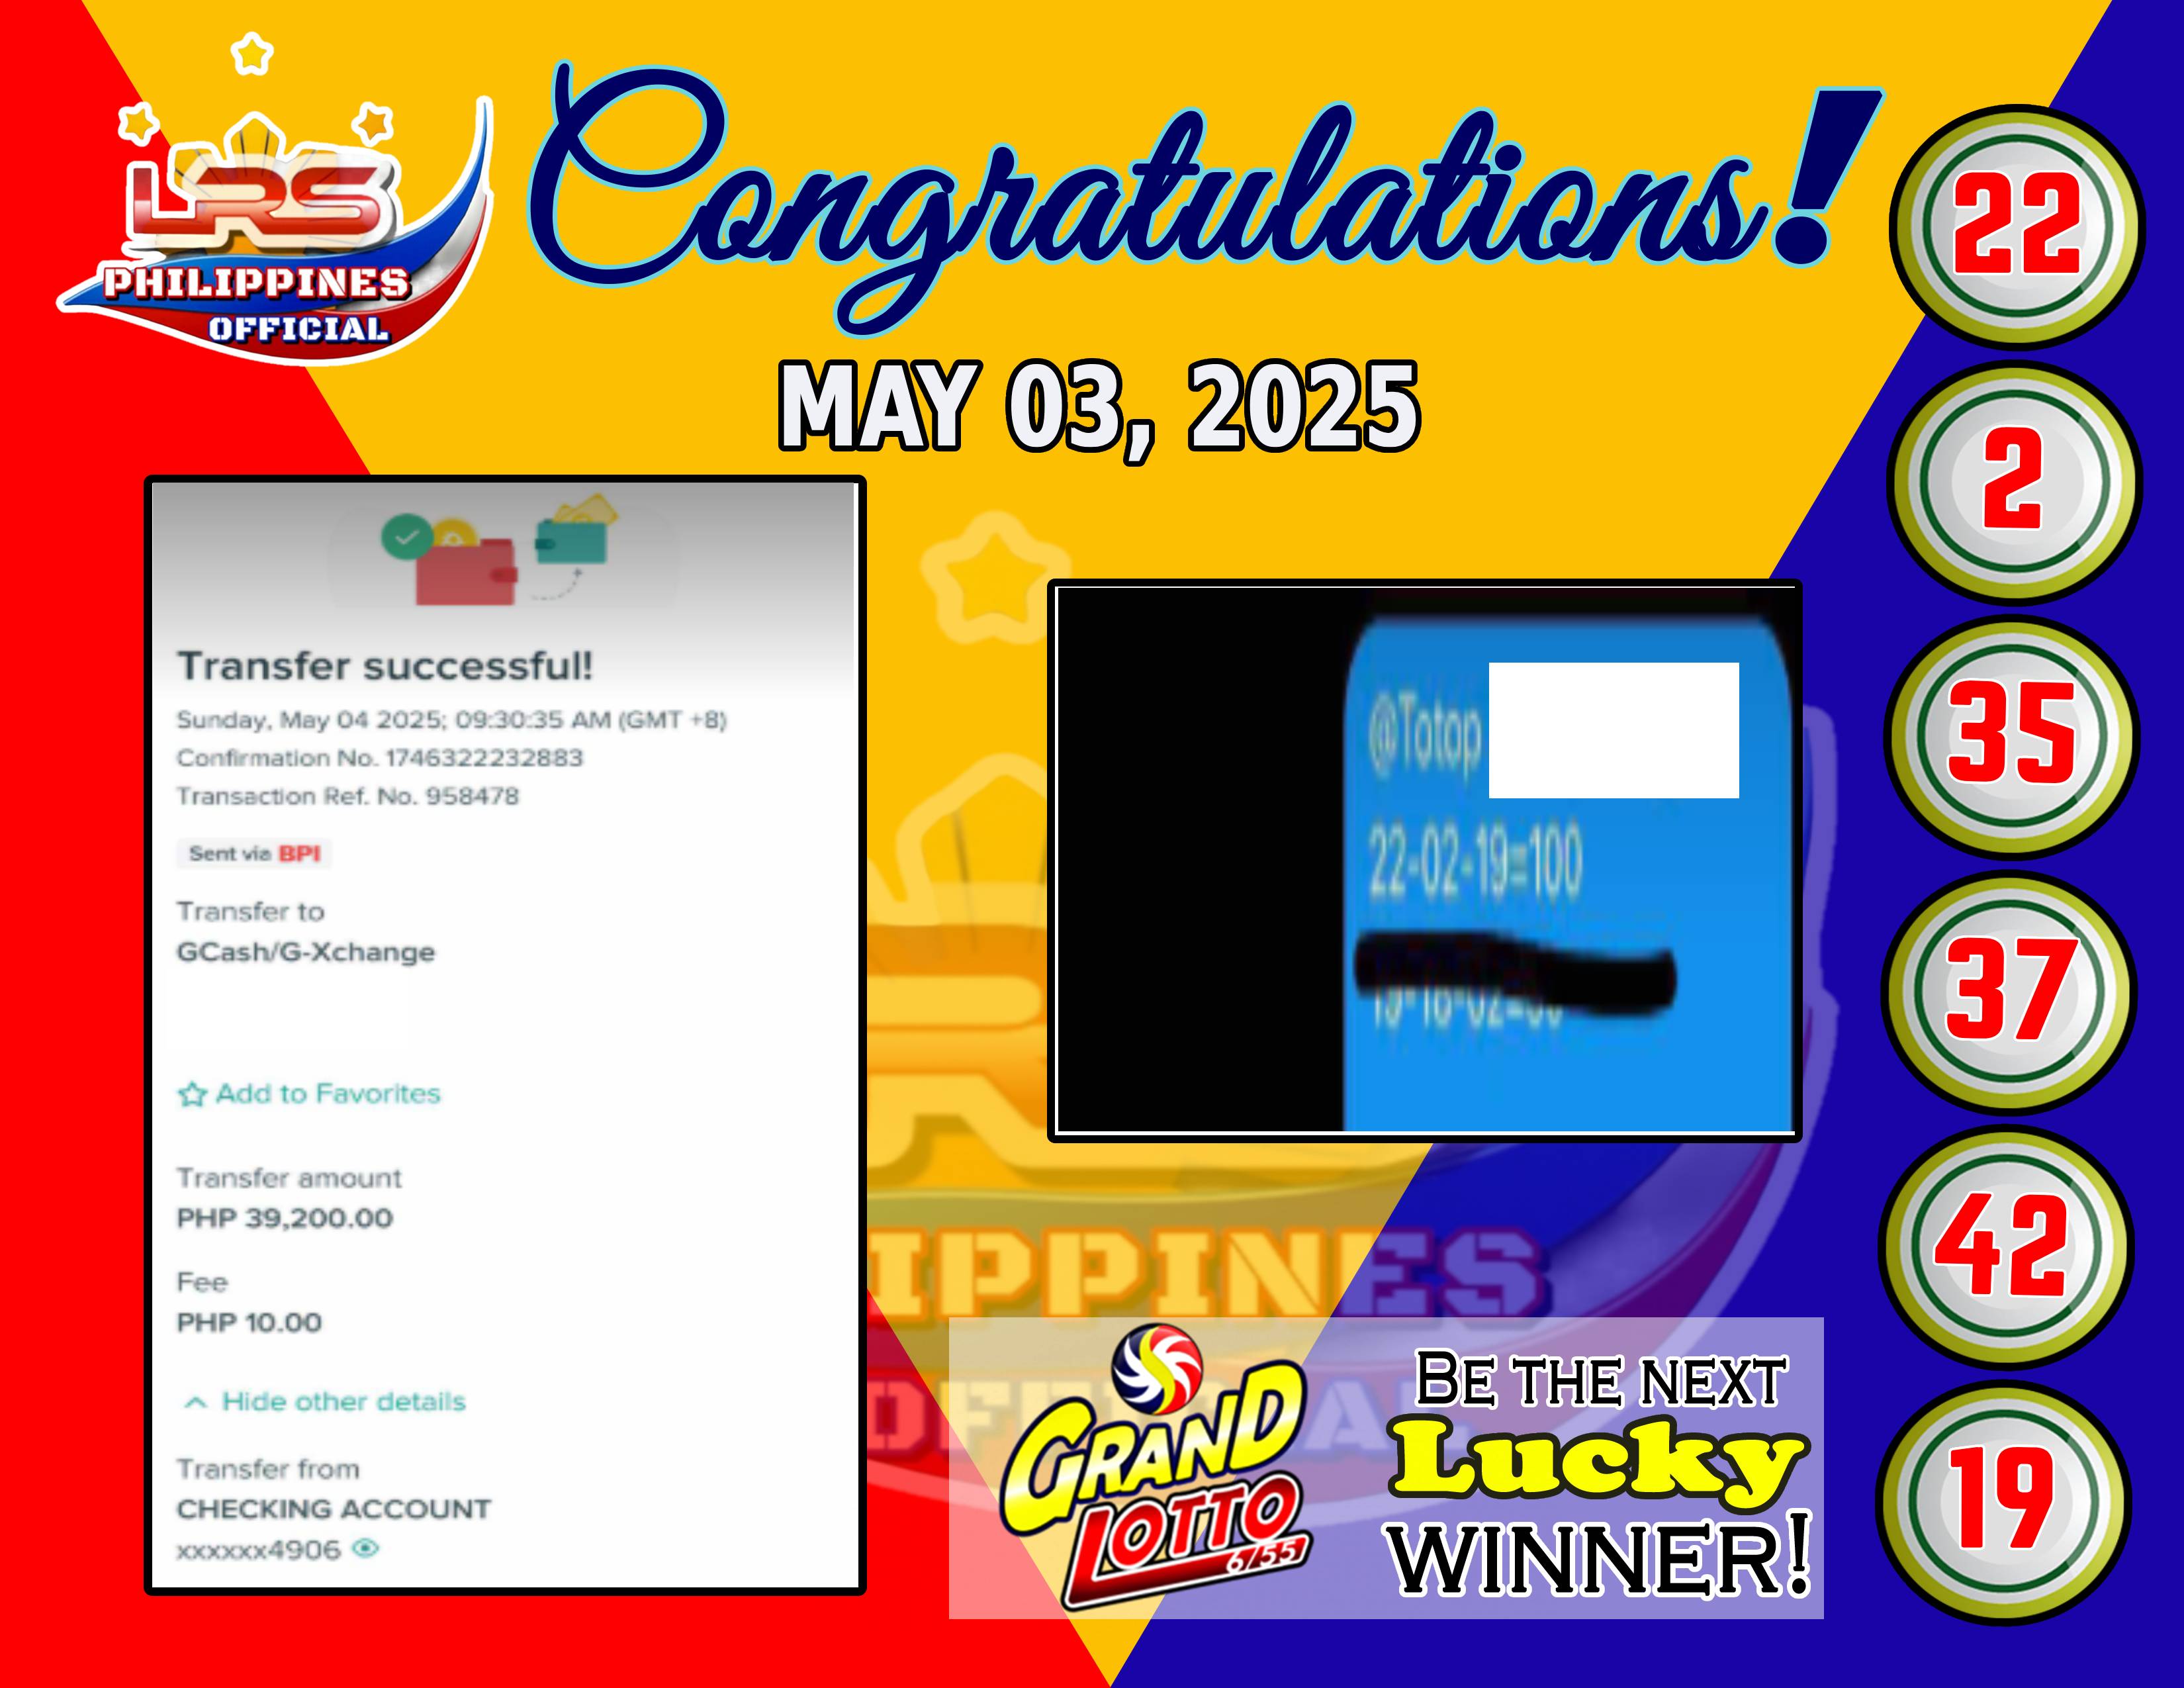 LRS
PHILIPPINES
OFFICIAL
Congratulations!
MAY 03, 2025
Transfer successful!
Sunday, May 04 2025; 09:30:35 AM (GMT +8)
Confirmation No. 1746322232883
Transaction Ref. No. 958478
Sent via BPI
Transfer to
GCash/G-Xchange
Add to Favorites
Transfer amount
PHP 39,200.00
Fee
PHP 10.00
Hide other details
Transfer from
CHECKING ACCOUNT
xxxxxx4906
@Totop
22-02-19=100
IPPINES
GRAND
LOTTO
6/55
BE THE NEXT
Lucky
WINNER!
22
2
35
37
42
19